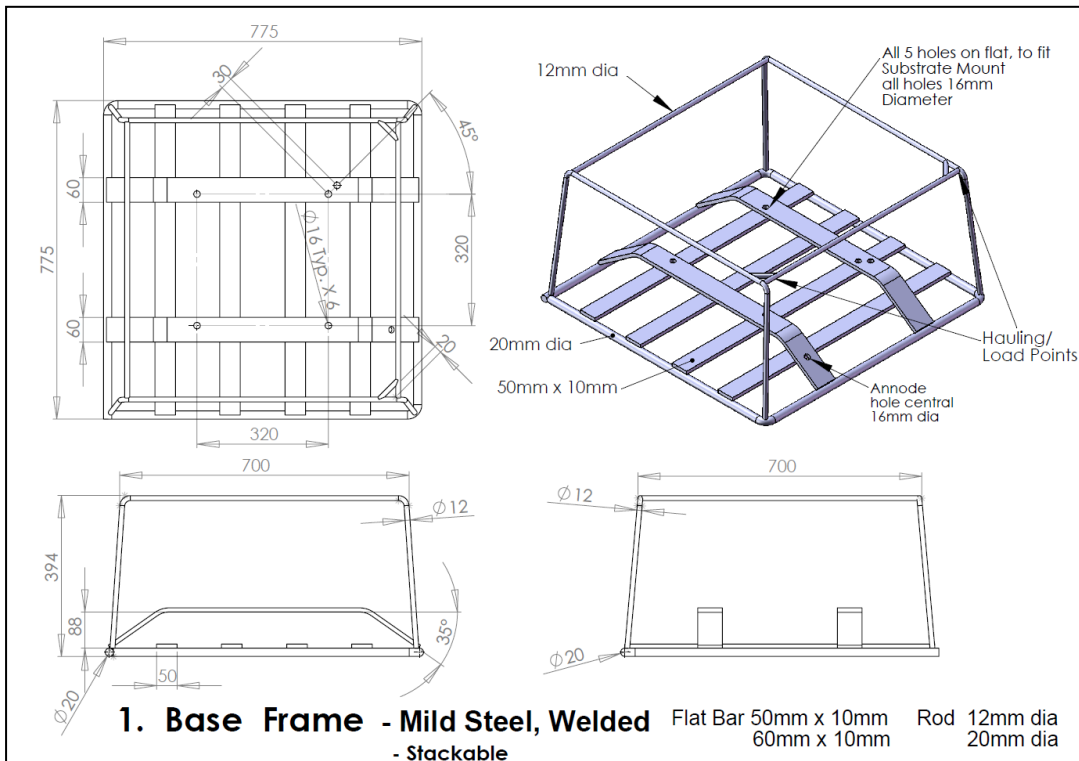 775
30
45°
60
775
Ø16 Typ. X 6
320
60
20
320
12mm dia
All 5 holes on flat, to fit
Substrate Mount
all holes 16mm
Diameter
20mm dia
50mm x 10mm
Hauling/
Load Points
Annode
hole central
16mm dia
700
Ø12
394
88
35°
50
Ø20
700
Ø12
Ø20
1. Base Frame - Mild Steel, Welded
- Stackable
Flat Bar 50mm x 10mm
60mm x 10mm
Rod 12mm dia
20mm dia